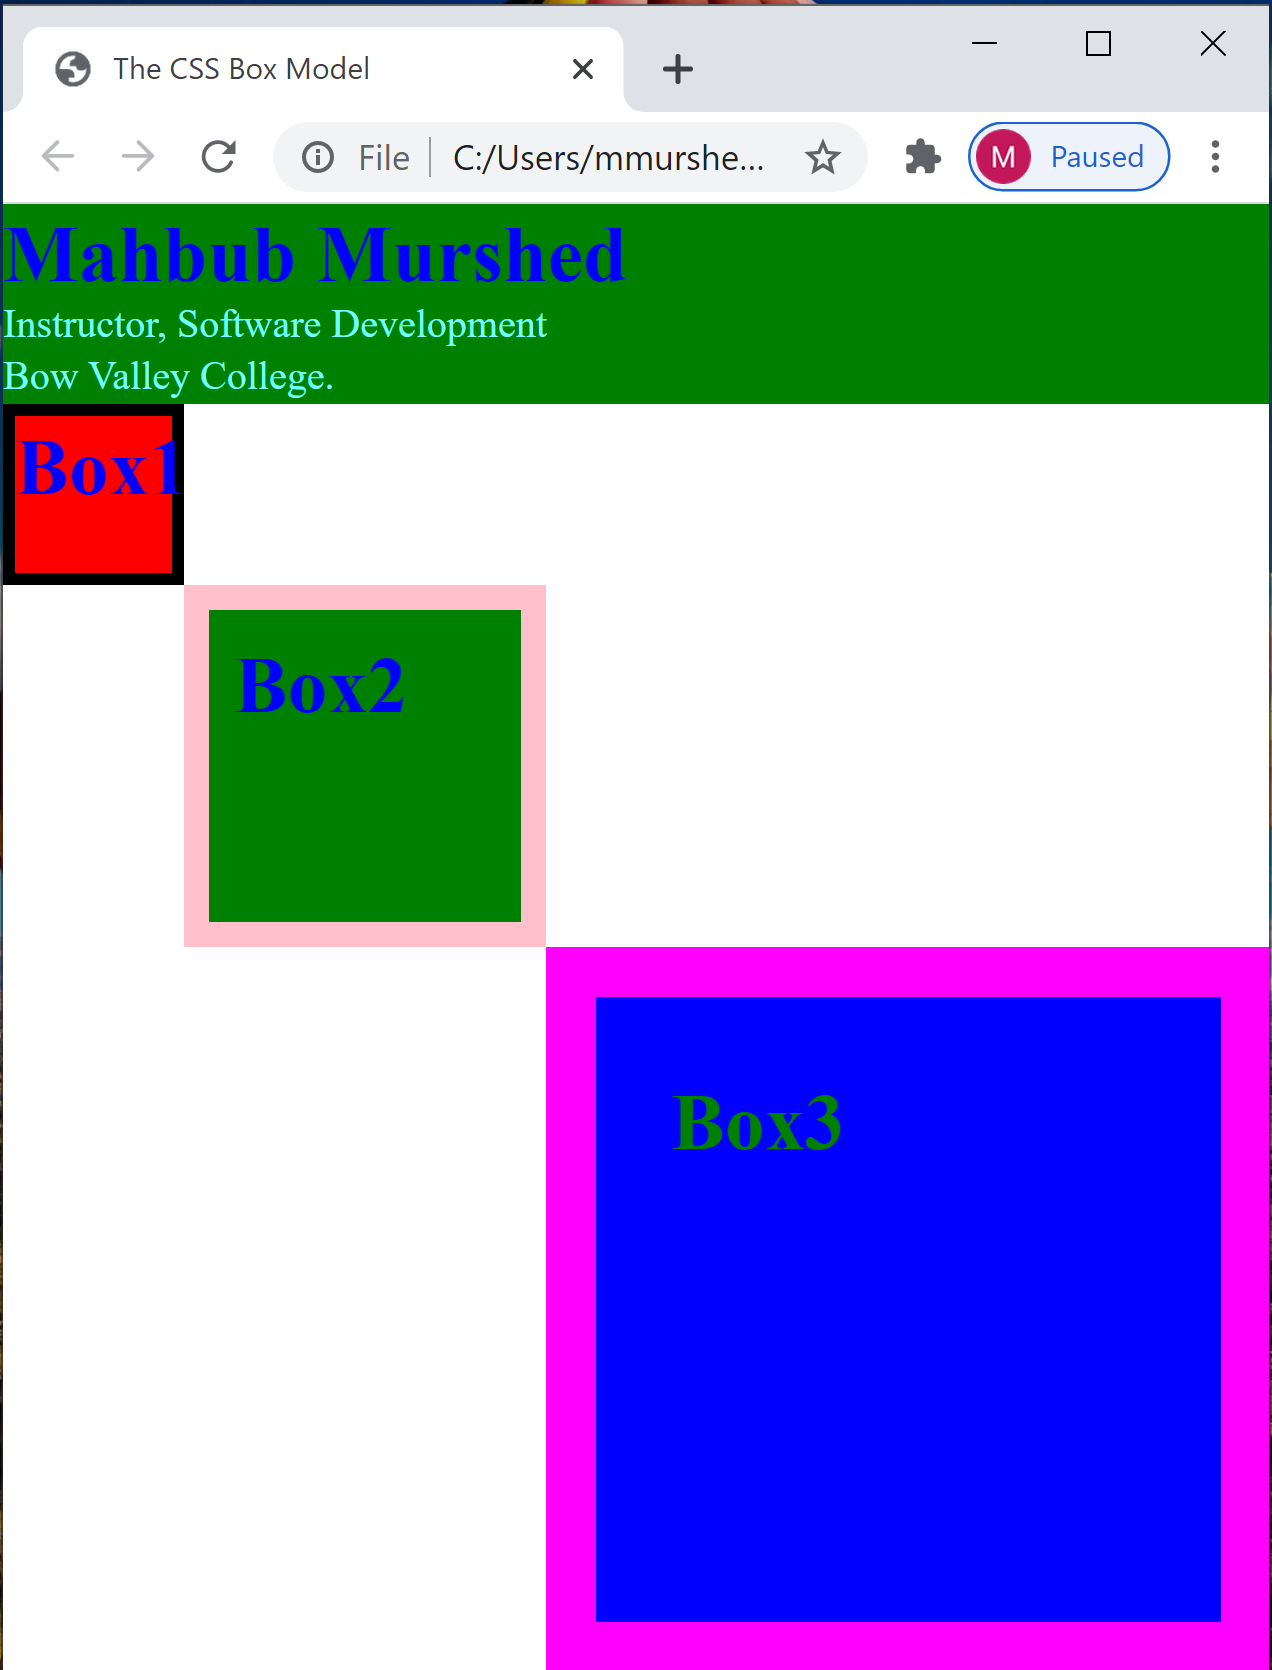 The CSS Box Model
File C:/Users/mmurshe... M Paused
Mahbub Murshed
Instructor, Software Development
Bow Valley College.
Box1
Box2
Box3